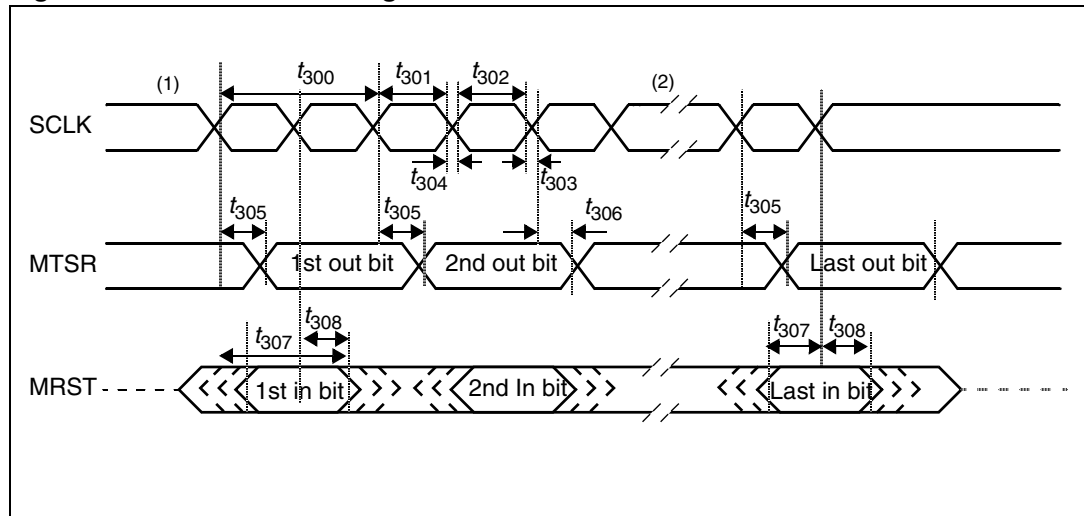 (1) t300 t301 t302 (2)
SCLK
t304 t303
t305 t305 t306 t305
MTSR 1st out bit 2nd out bit Last out bit
t307 t308 t307 t308
MRST 1st in bit 2nd In bit Last in bit